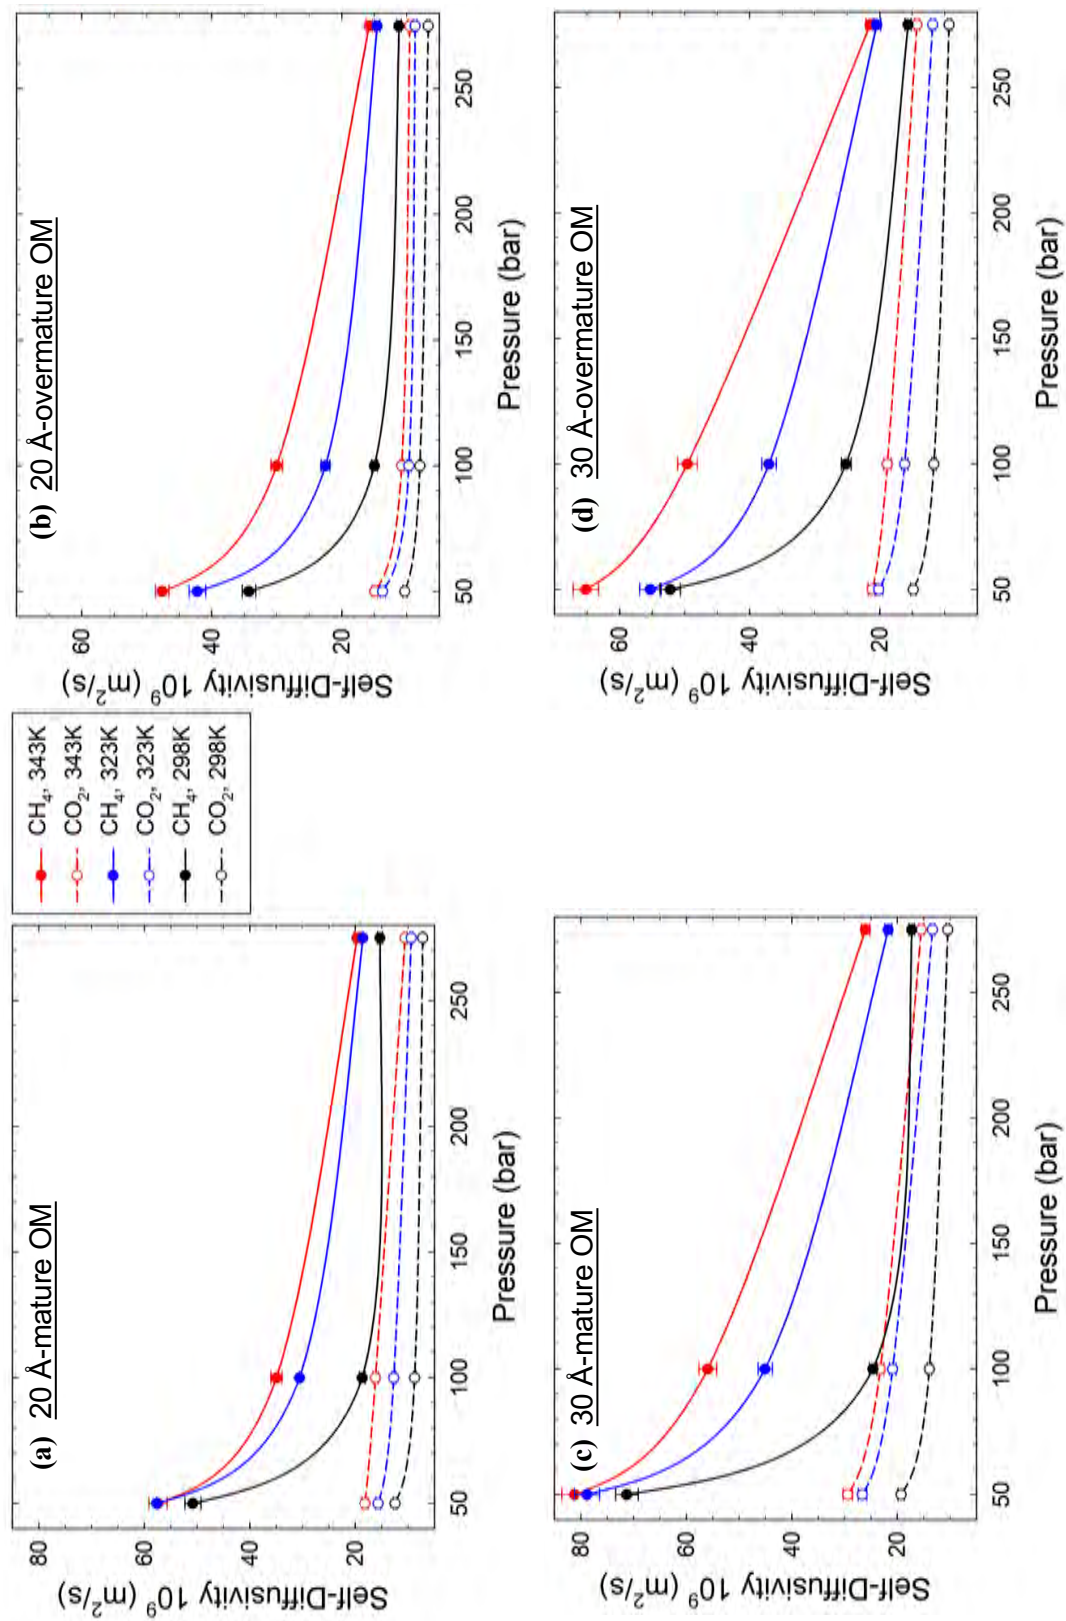 (a) 20 Å-mature OM
Self-Diffusivity 10⁹ (m²/s)
80
60
40
20
50
100
150
200
250
Pressure (bar)
CH₄, 343K
CO₂, 343K
CH₄, 323K
CO₂, 323K
CH₄, 298K
CO₂, 298K
(b) 20 Å-overmature OM
Self-Diffusivity 10⁹ (m²/s)
60
40
20
50
100
150
200
250
Pressure (bar)
(c) 30 Å-mature OM
Self-Diffusivity 10⁹ (m²/s)
80
60
40
20
50
100
150
200
250
Pressure (bar)
(d) 30 Å-overmature OM
Self-Diffusivity 10⁹ (m²/s)
60
40
20
50
100
150
200
250
Pressure (bar)